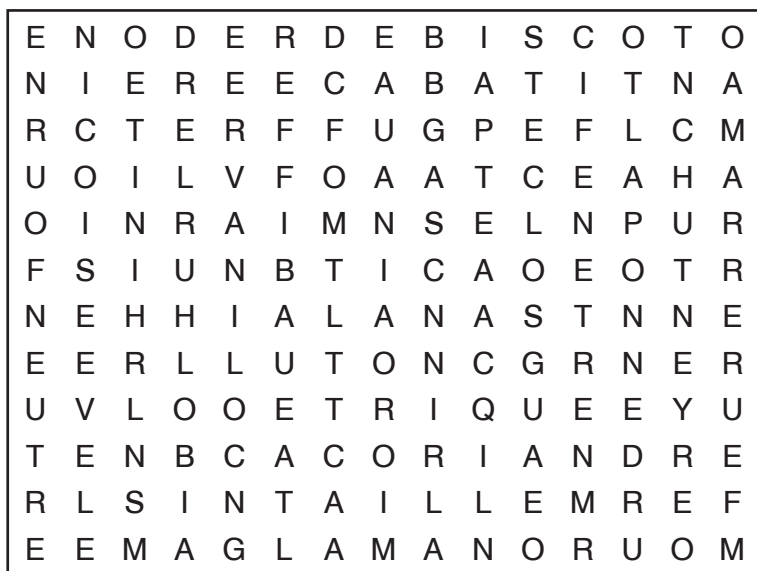 E N O D E R D E B I S C O T O
N I E R E E C A B A T I T N A
R C T E R F F U G P E F L C M
U O I L V F O A A T C E A H A
O I N R A I M N S E L N P U R
F S I U N B T I C A O E O T R
N E H H I A L A N A S T N N E
E E R L L U T O N C G R N E R
U V L O O E T R I Q U E E Y U
T E N B C A C O R I A N D R E
R L S I N T A I L L E M R E F
E E M A G L A M A N O R U O M